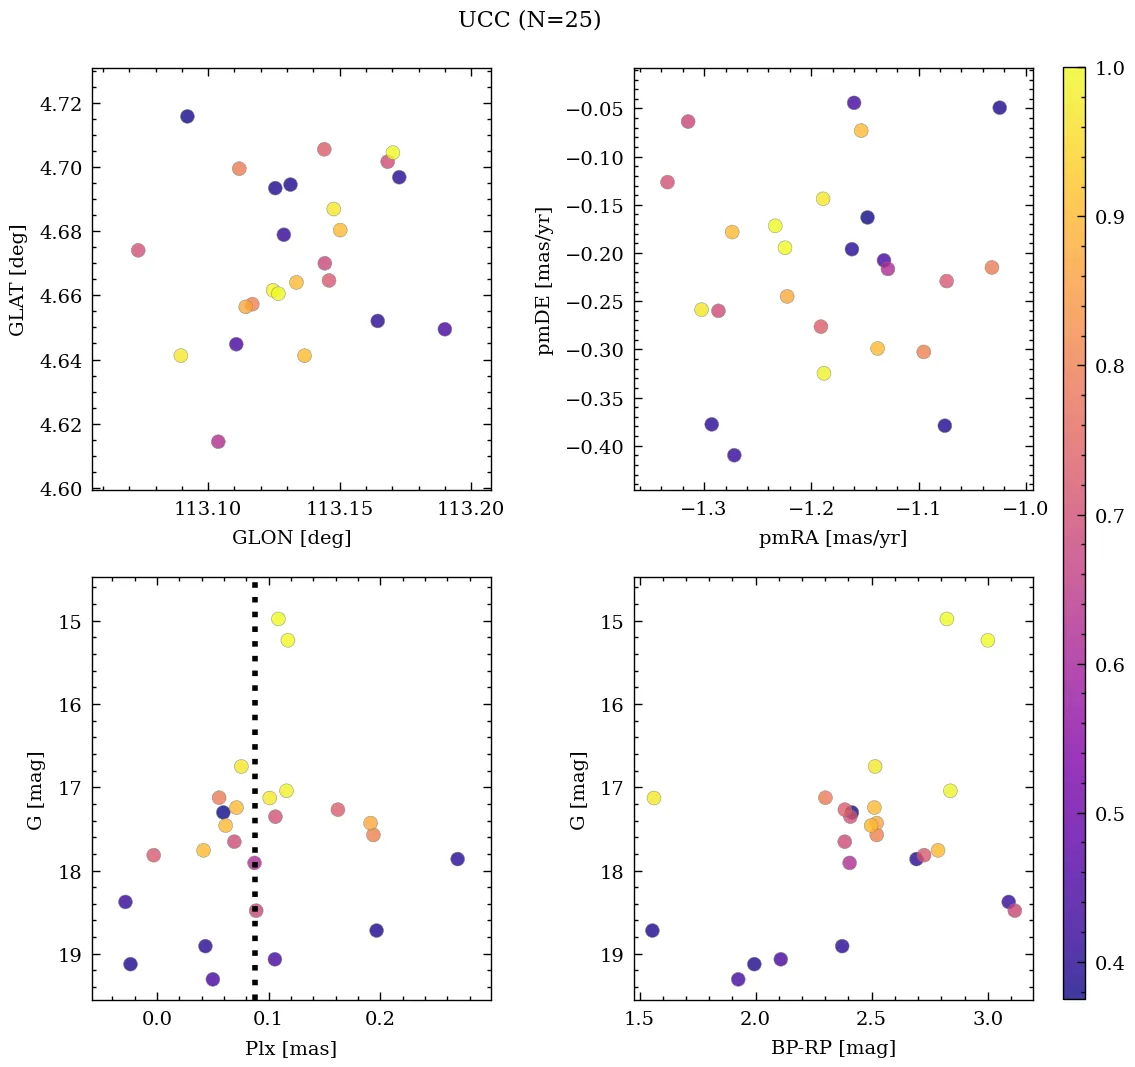 UCC (N=25)
4.72
4.70
4.68
4.66
4.64
4.62
4.60
GLAT [deg]
113.10 113.15 113.20
GLON [deg]
−0.05
−0.10
−0.15
−0.20
−0.25
−0.30
−0.35
−0.40
pmDE [mas/yr]
−1.3 −1.2 −1.1 −1.0
pmRA [mas/yr]
15
16
17
18
19
G [mag]
0.0 0.1 0.2
Plx [mas]
15
16
17
18
19
G [mag]
1.5 2.0 2.5 3.0
BP-RP [mag]
1.0
0.9
0.8
0.7
0.6
0.5
0.4